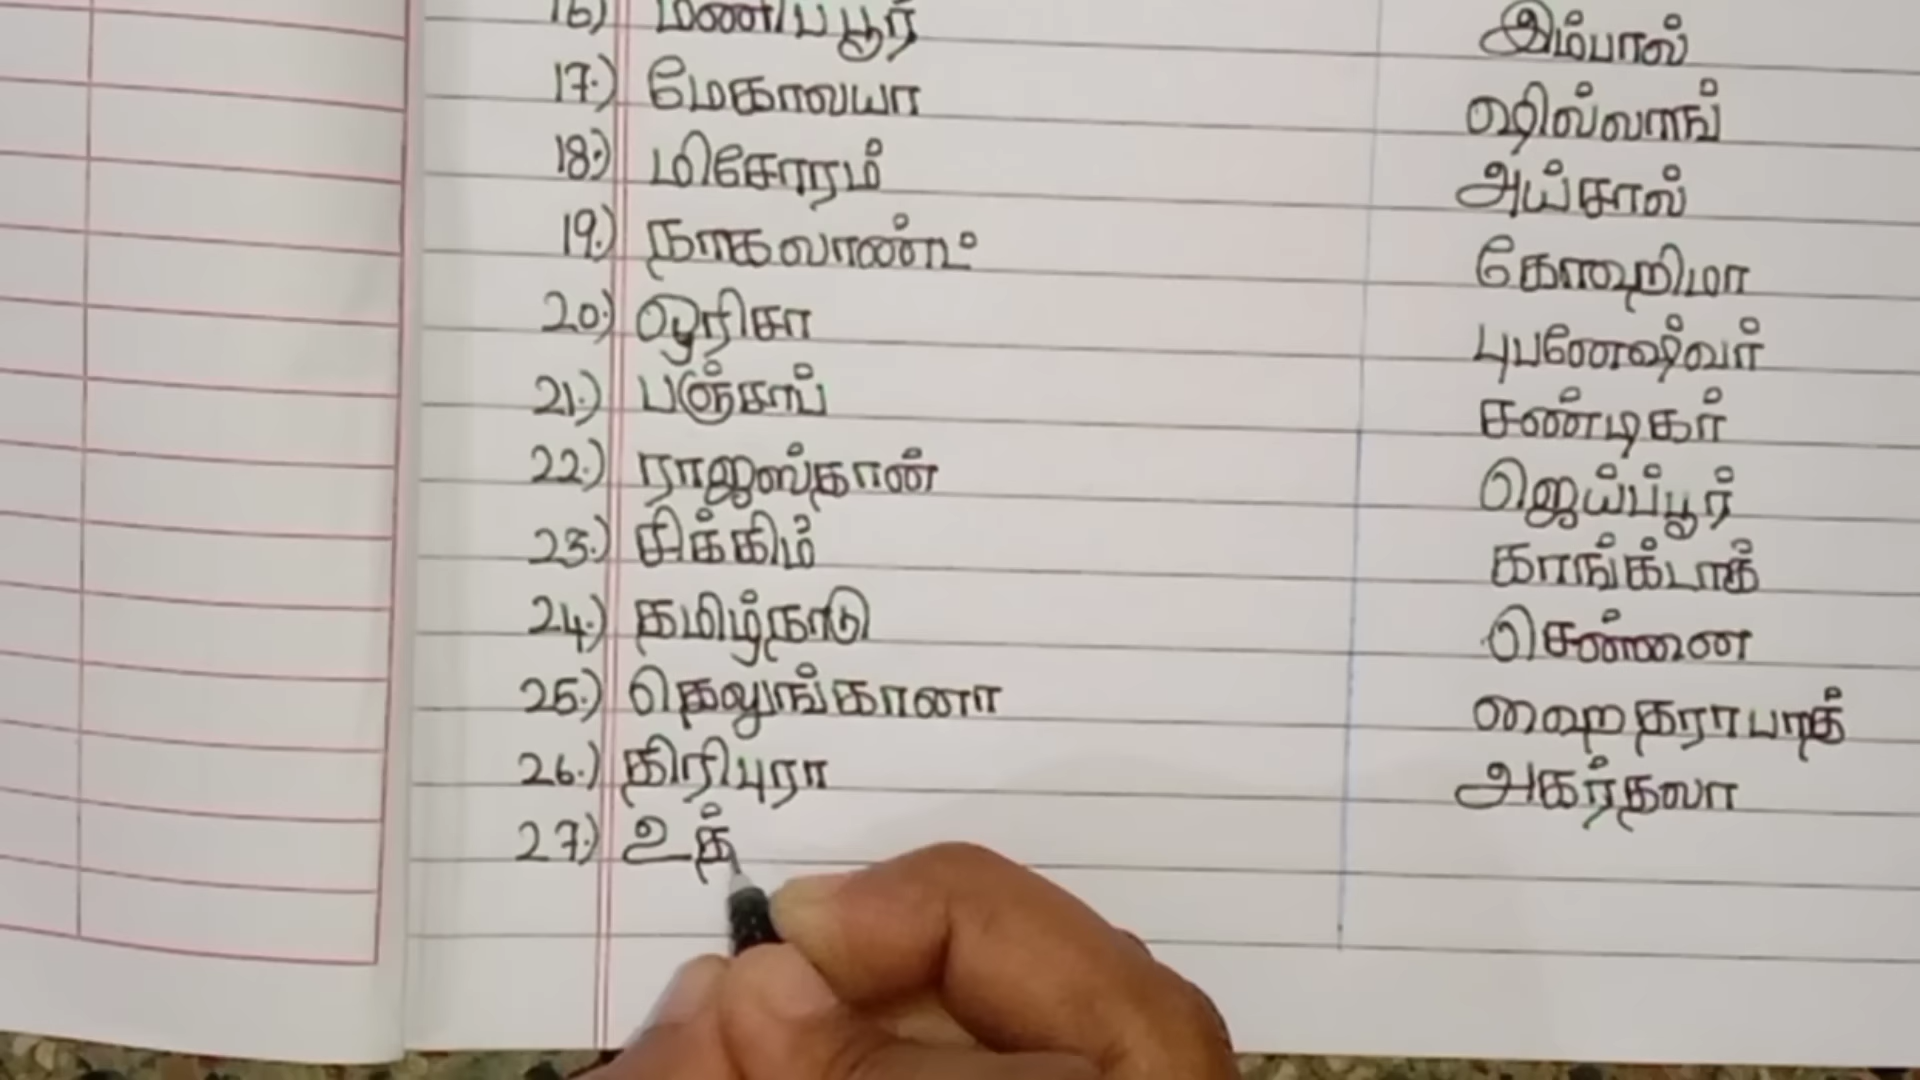 16) மணிப்பூர் இம்பால்
17.) மேகாலயா ஷில்லாங்
18.) மிசோரம் அய்சால்
19.) நாகலாண்ட் கோஹிமா
20.) ஒரிசா புபனேஷ்வர்
21.) பஞ்சாப் சண்டிகர்
22.) ராஜஸ்தான் ஜெய்ப்பூர்
23.) சிக்கிம் காங்க்டாக்
24.) தமிழ்நாடு சென்னை
25.) தெலுங்கானா ஹைதராபாத்
26.) திரிபுரா அகர்தலா
27.) உத்